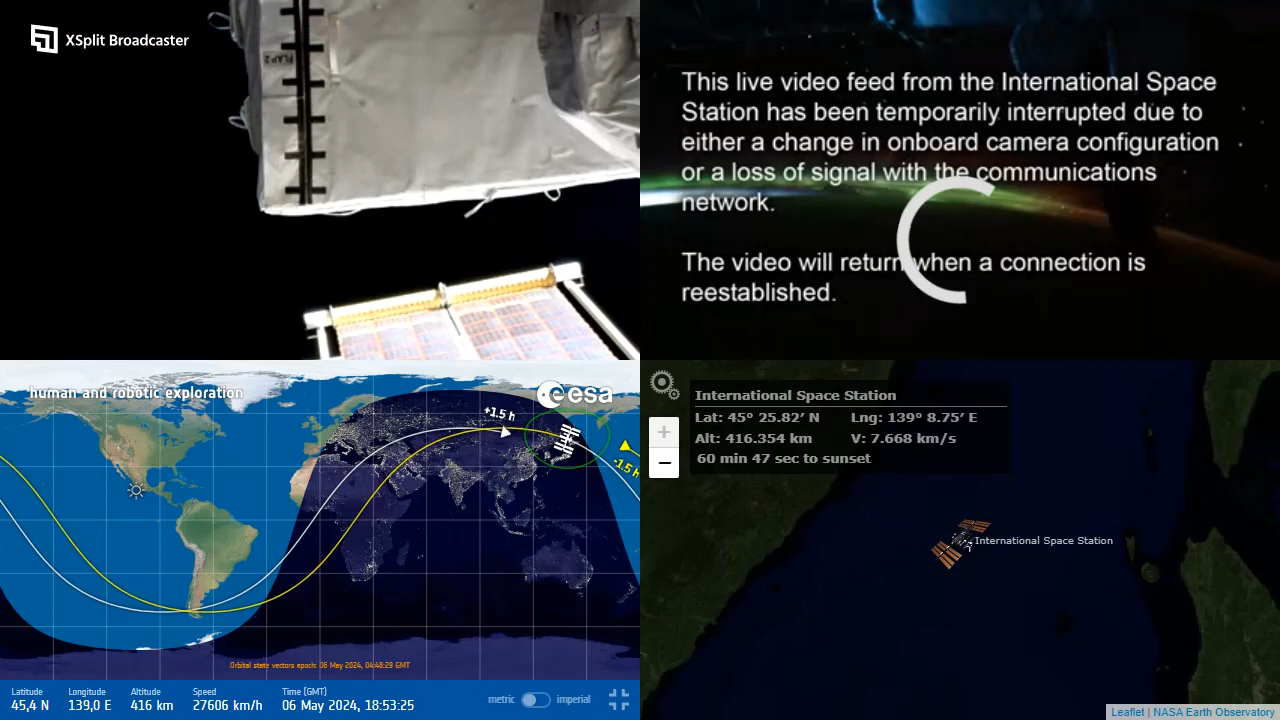 XSplit Broadcaster
FLAP2
This live video feed from the International Space
Station has been temporarily interrupted due to
either a change in onboard camera configuration
or a loss of signal with the communications
network.
The video will return when a connection is
reestablished.
human and robotic exploration
esa
+1.5 h
-1.5 h
Orbital state vectors epoch: 06 May 2024, 04:48:29 GMT
Latitude
45,4 N
Longitude
139,0 E
Altitude
416 km
Speed
27606 km/h
Time (GMT)
06 May 2024, 18:53:25
metric
imperial
International Space Station
Lat: 45° 25.82′ N Lng: 139° 8.75′ E
Alt: 416.354 km V: 7.668 km/s
60 min 47 sec to sunset
+
−
International Space Station
Leaflet | NASA Earth Observatory